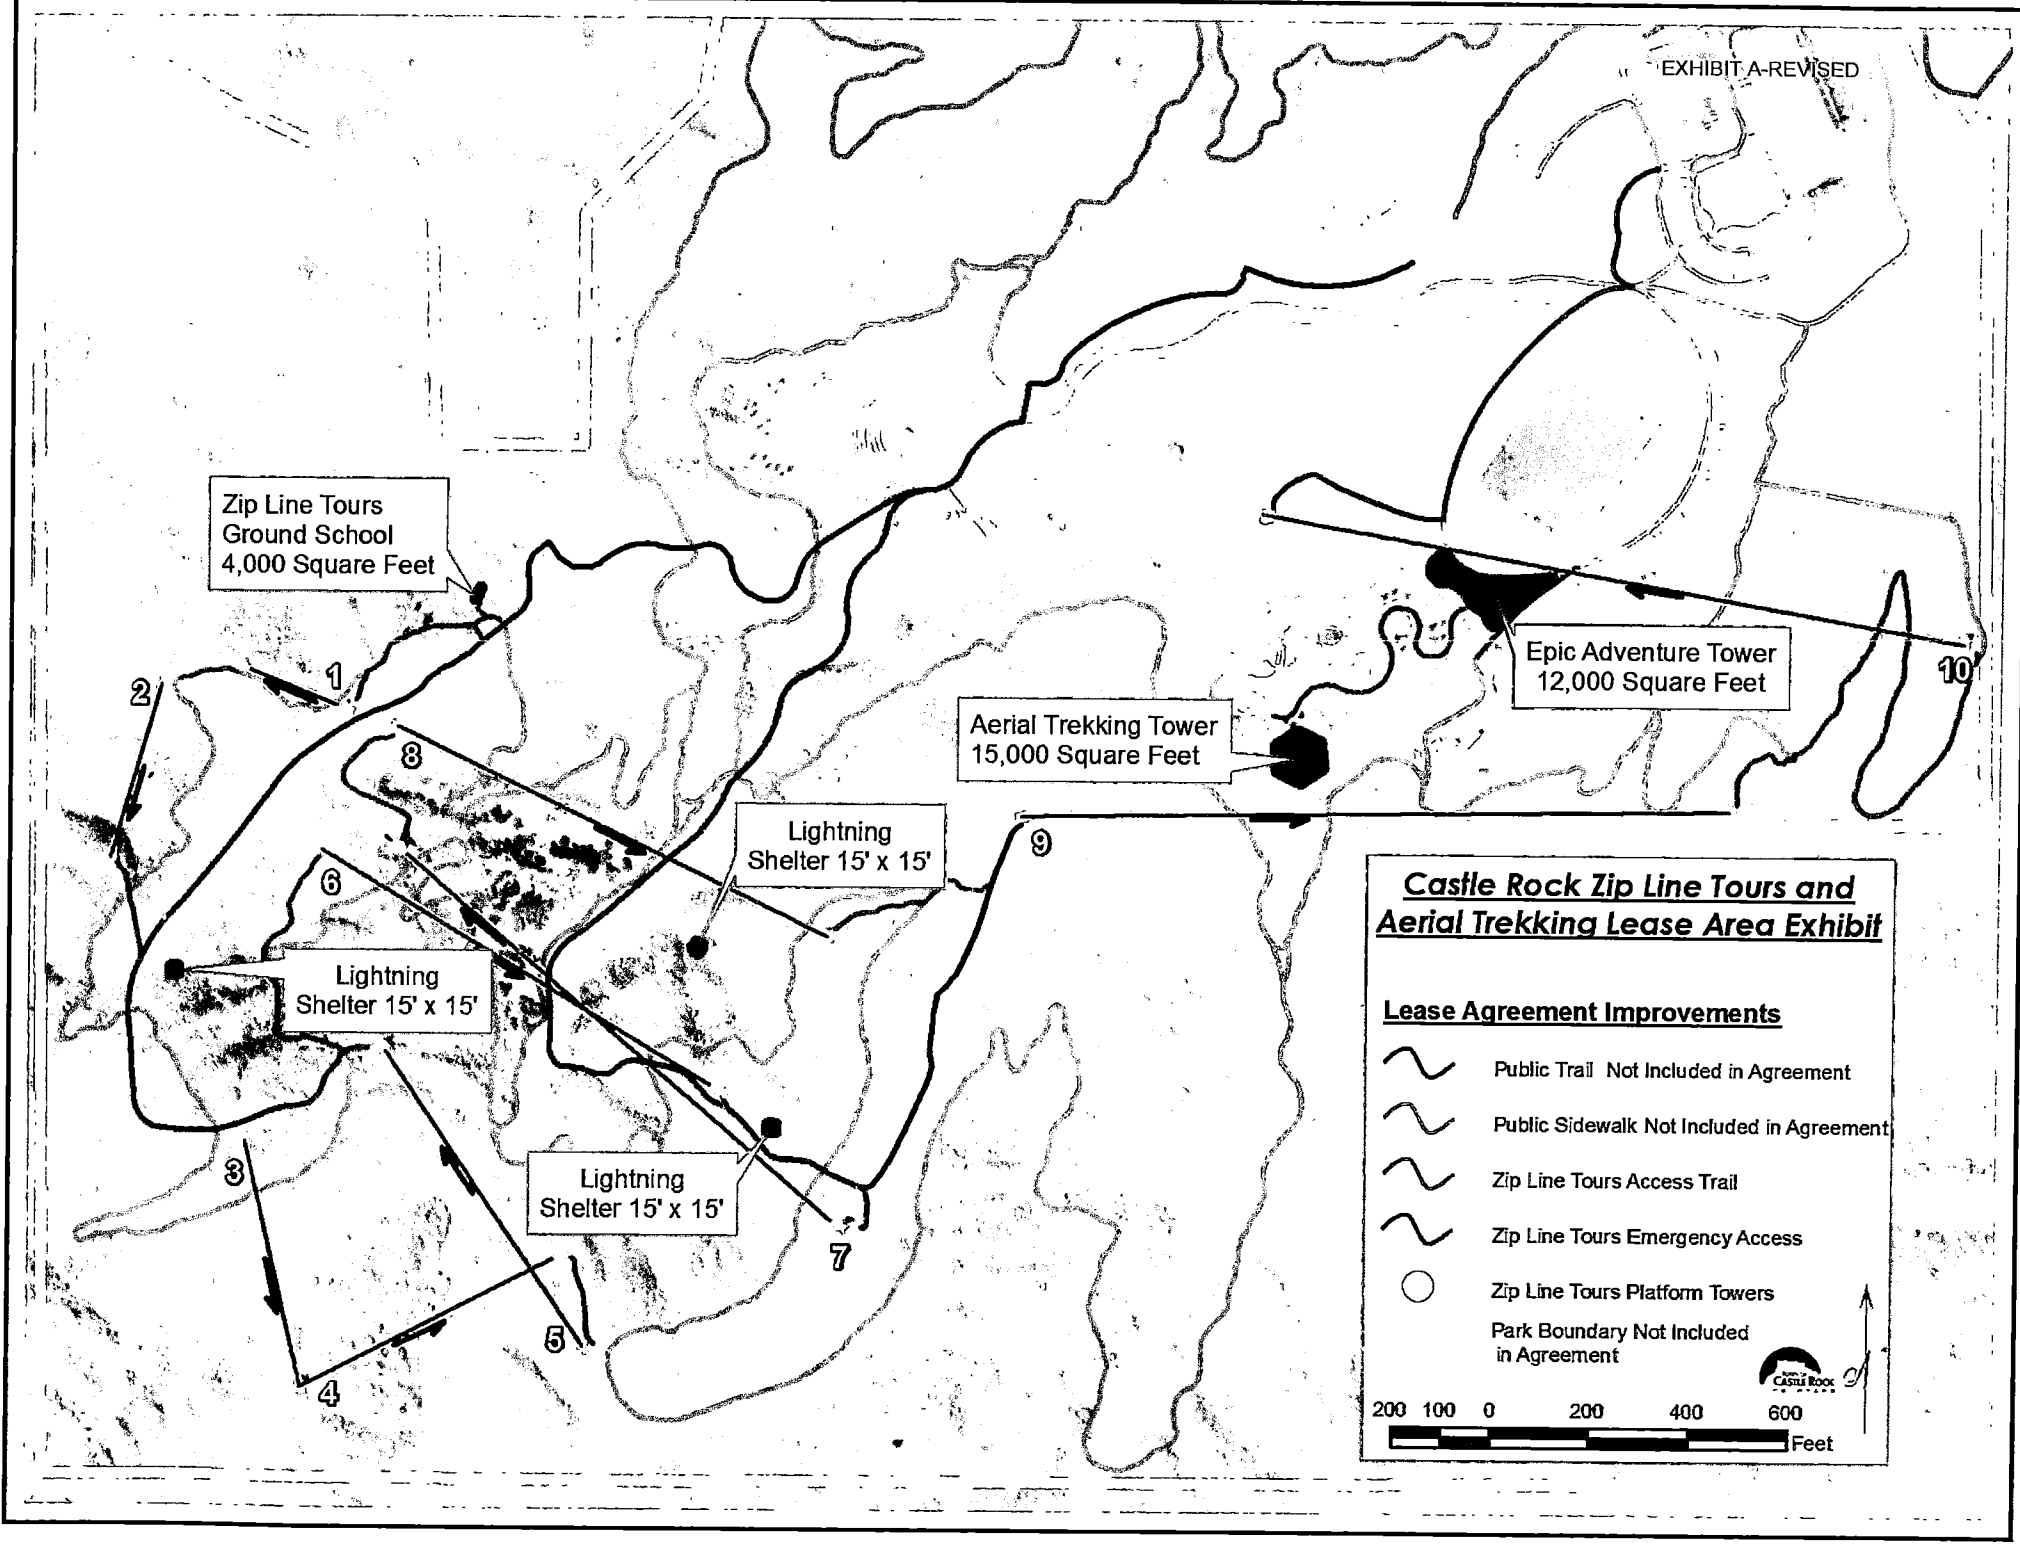 EXHIBIT A-REVISED
Zip Line Tours
Ground School
4,000 Square Feet
1
2
8
Epic Adventure Tower
12,000 Square Feet
10
Aerial Trekking Tower
15,000 Square Feet
Lightning
Shelter 15' x 15'
9
6
Lightning
Shelter 15' x 15'
3
Lightning
Shelter 15' x 15'
7
5
4
Castle Rock Zip Line Tours and
Aerial Trekking Lease Area Exhibit
Lease Agreement Improvements
Public Trail Not Included in Agreement
Public Sidewalk Not Included in Agreement
Zip Line Tours Access Trail
Zip Line Tours Emergency Access
Zip Line Tours Platform Towers
Park Boundary Not Included
in Agreement
CASTLE ROCK
200 100 0 200 400 600
Feet